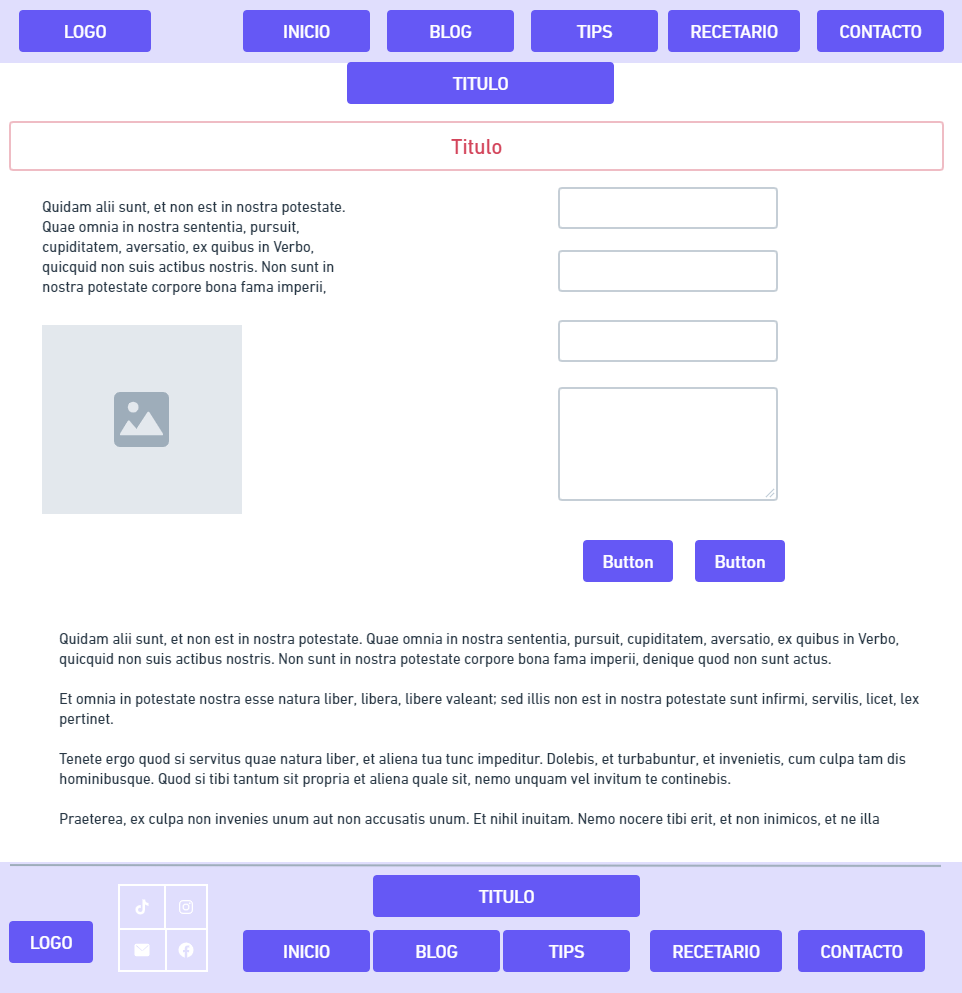 LOGO INICIO BLOG TIPS RECETARIO CONTACTO
TITULO
Titulo
Quidam alii sunt, et non est in nostra potestate.
Quae omnia in nostra sententia, pursuit,
cupiditatem, aversatio, ex quibus in Verbo,
quicquid non suis actibus nostris. Non sunt in
nostra potestate corpore bona fama imperii,
Button Button
Quidam alii sunt, et non est in nostra potestate. Quae omnia in nostra sententia, pursuit, cupiditatem, aversatio, ex quibus in Verbo,
quicquid non suis actibus nostris. Non sunt in nostra potestate corpore bona fama imperii, denique quod non sunt actus.
Et omnia in potestate nostra esse natura liber, libera, libere valeant; sed illis non est in nostra potestate sunt infirmi, servilis, licet, lex
pertinet.
Tenete ergo quod si servitus quae natura liber, et aliena tua tunc impeditur. Dolebis, et turbabuntur, et invenietis, cum culpa tam dis
hominibusque. Quod si tibi tantum sit propria et aliena quale sit, nemo unquam vel invitum te continebis.
Praeterea, ex culpa non invenies unum aut non accusatis unum. Et nihil inuitam. Nemo nocere tibi erit, et non inimicos, et ne illa
TITULO
LOGO INICIO BLOG TIPS RECETARIO CONTACTO